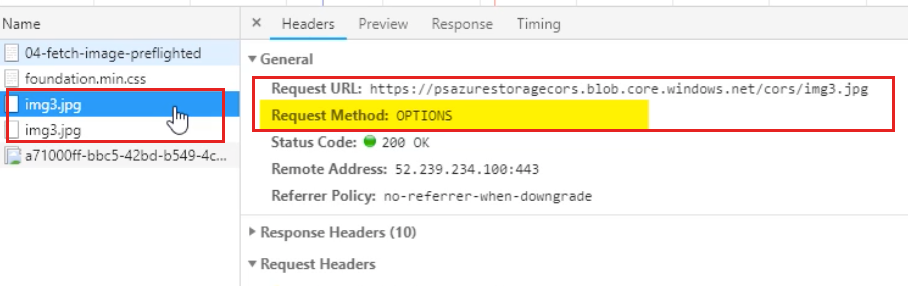 Name
04-fetch-image-preflighted
foundation.min.css
img3.jpg
img3.jpg
a71000ff-bbc5-42bd-b549-4c...
× Headers Preview Response Timing
▼ General
Request URL: https://psazurestoragecors.blob.core.windows.net/cors/img3.jpg
Request Method: OPTIONS
Status Code: 200 OK
Remote Address: 52.239.234.100:443
Referrer Policy: no-referrer-when-downgrade
▶ Response Headers (10)
▼ Request Headers